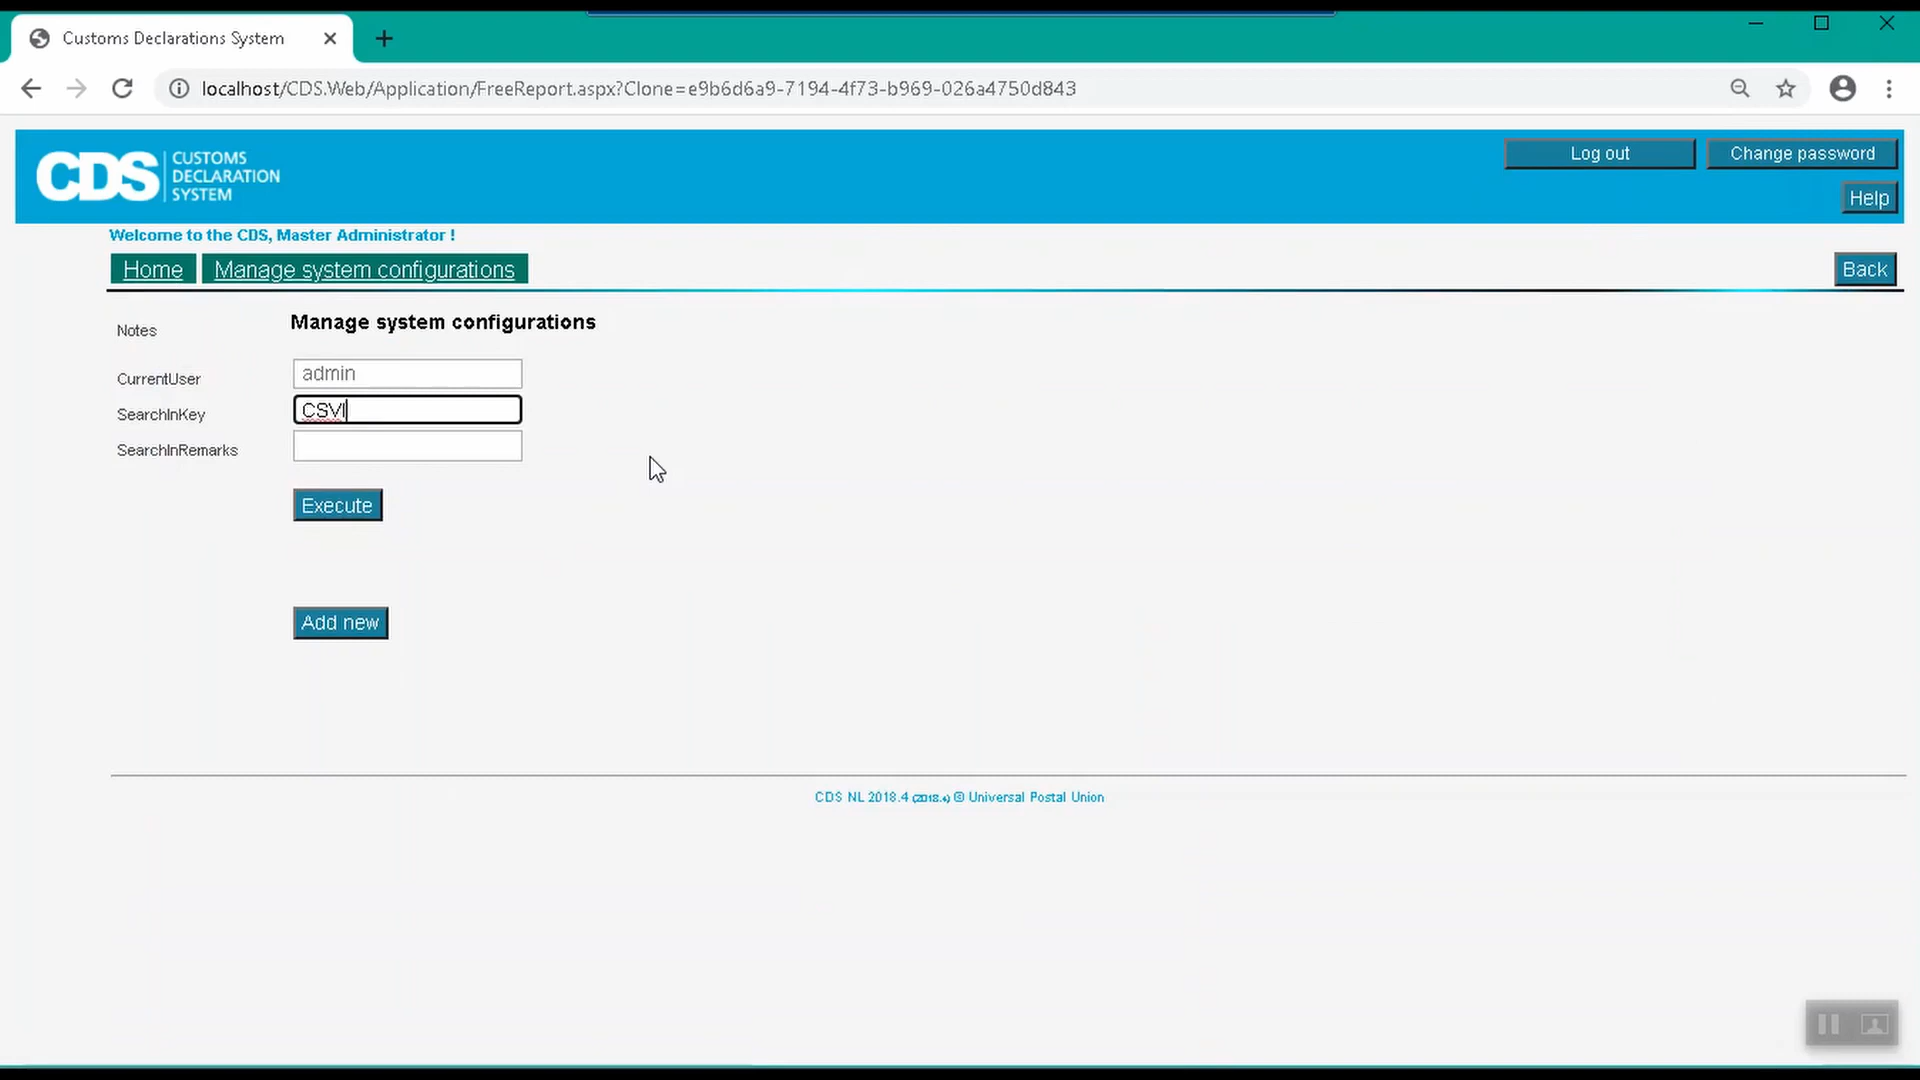 Customs Declarations System
localhost/CDS.Web/Application/FreeReport.aspx?Clone=e9b6d6a9-7194-4f73-b969-026a4750d843
CDS CUSTOMS
DECLARATION
SYSTEM
Log out
Change password
Help
Welcome to the CDS, Master Administrator !
Home
Manage system configurations
Back
Notes
Manage system configurations
CurrentUser
admin
SearchInKey
CSVI
SearchInRemarks
Execute
Add new
CDS NL 2018.4 (2018.4) © Universal Postal Union